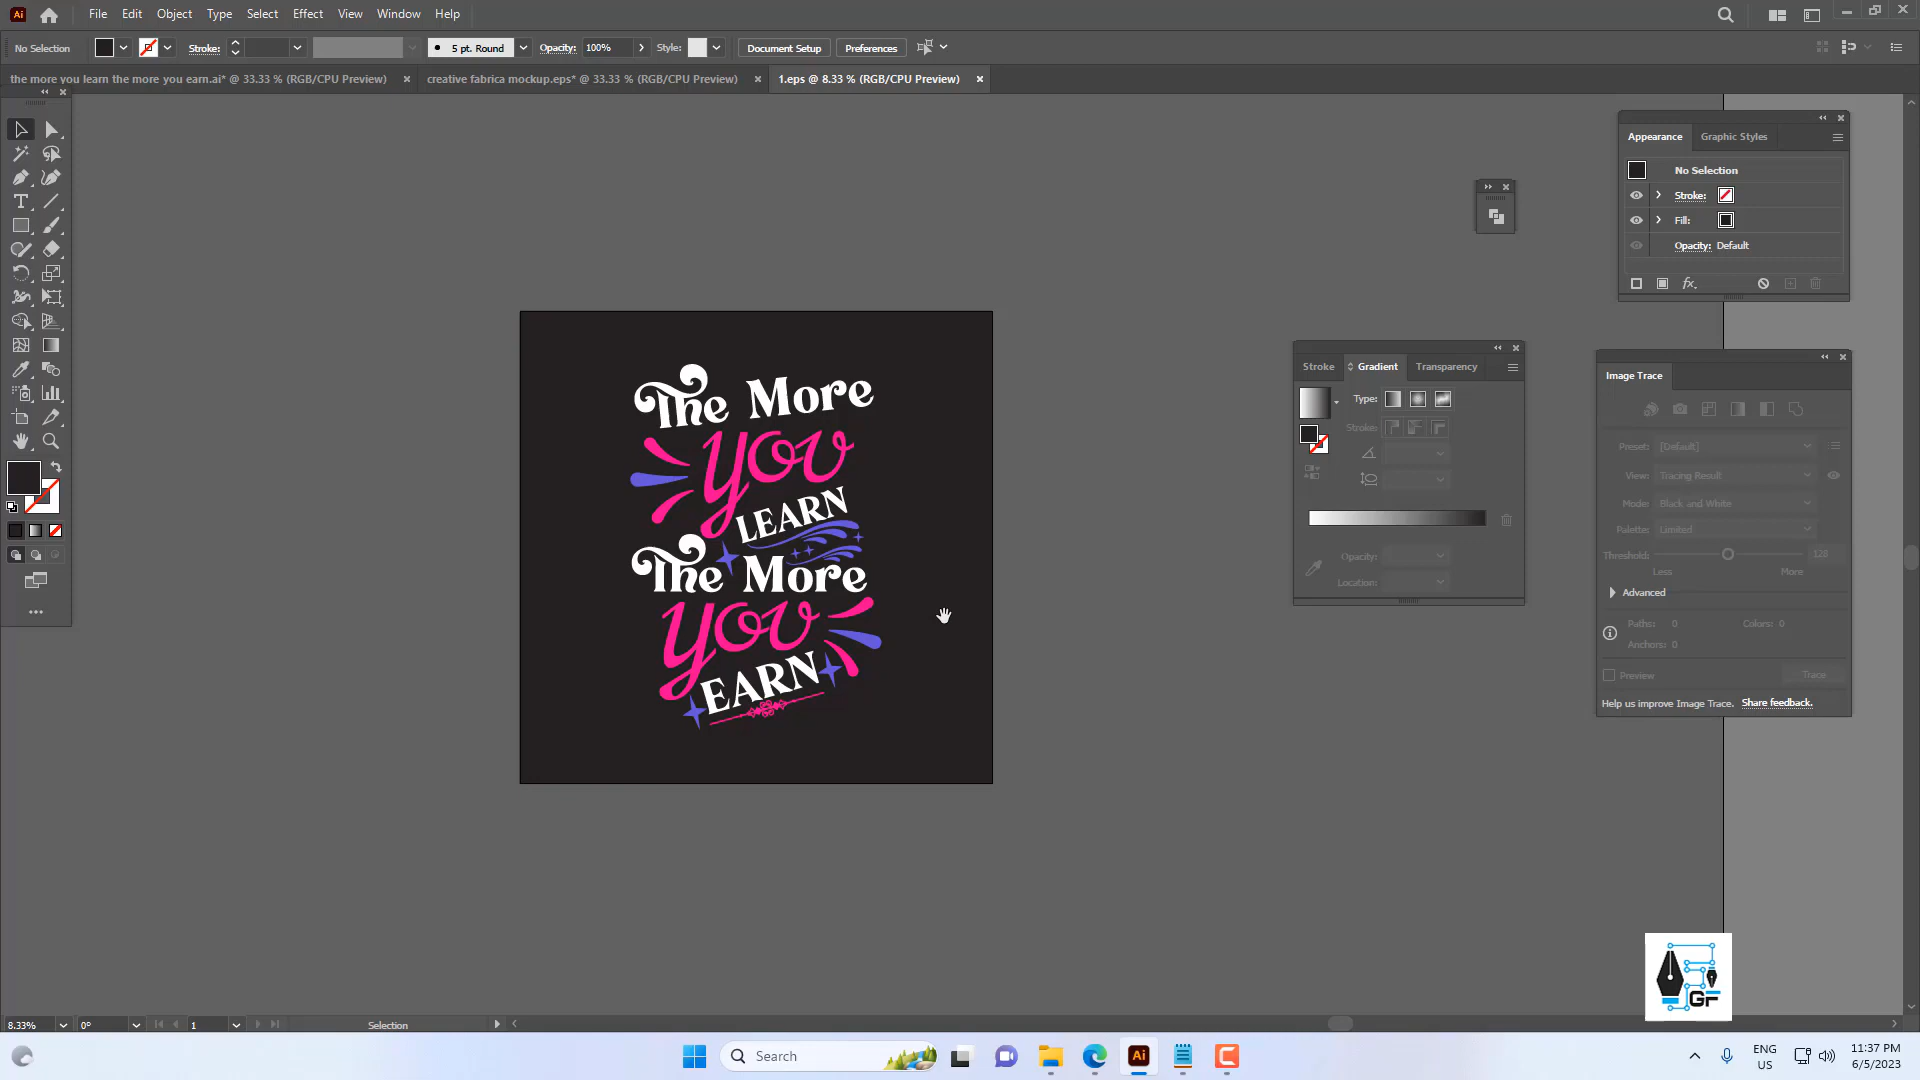 Ai File Edit Object Type Select Effect View Window Help
No Selection Stroke: 5 pt. Round Opacity: 100% Style: Document Setup Preferences
the more you learn the more you earn.ai* @ 33.33 % (RGB/CPU Preview) creative fabrica mockup.eps* @ 33.33 % (RGB/CPU Preview) 1.eps @ 8.33 % (RGB/CPU Preview)
Appearance Graphic Styles
No Selection
Stroke:
Fill:
Opacity: Default
fx
Stroke Gradient Transparency
Type:
Stroke:
Opacity:
Location:
Image Trace
Preset: [Default]
View: Tracing Result
Mode: Black and White
Palette: Limited
Threshold: 128
Less More
Advanced
Paths: 0 Colors: 0
Anchors: 0
Preview Trace
Help us improve Image Trace. Share feedback.
The More
you
LEARN
The More
you
EARN
GF
8.33% 0° 1 Selection
Search
Ai
ENG
US
11:37 PM
6/5/2023